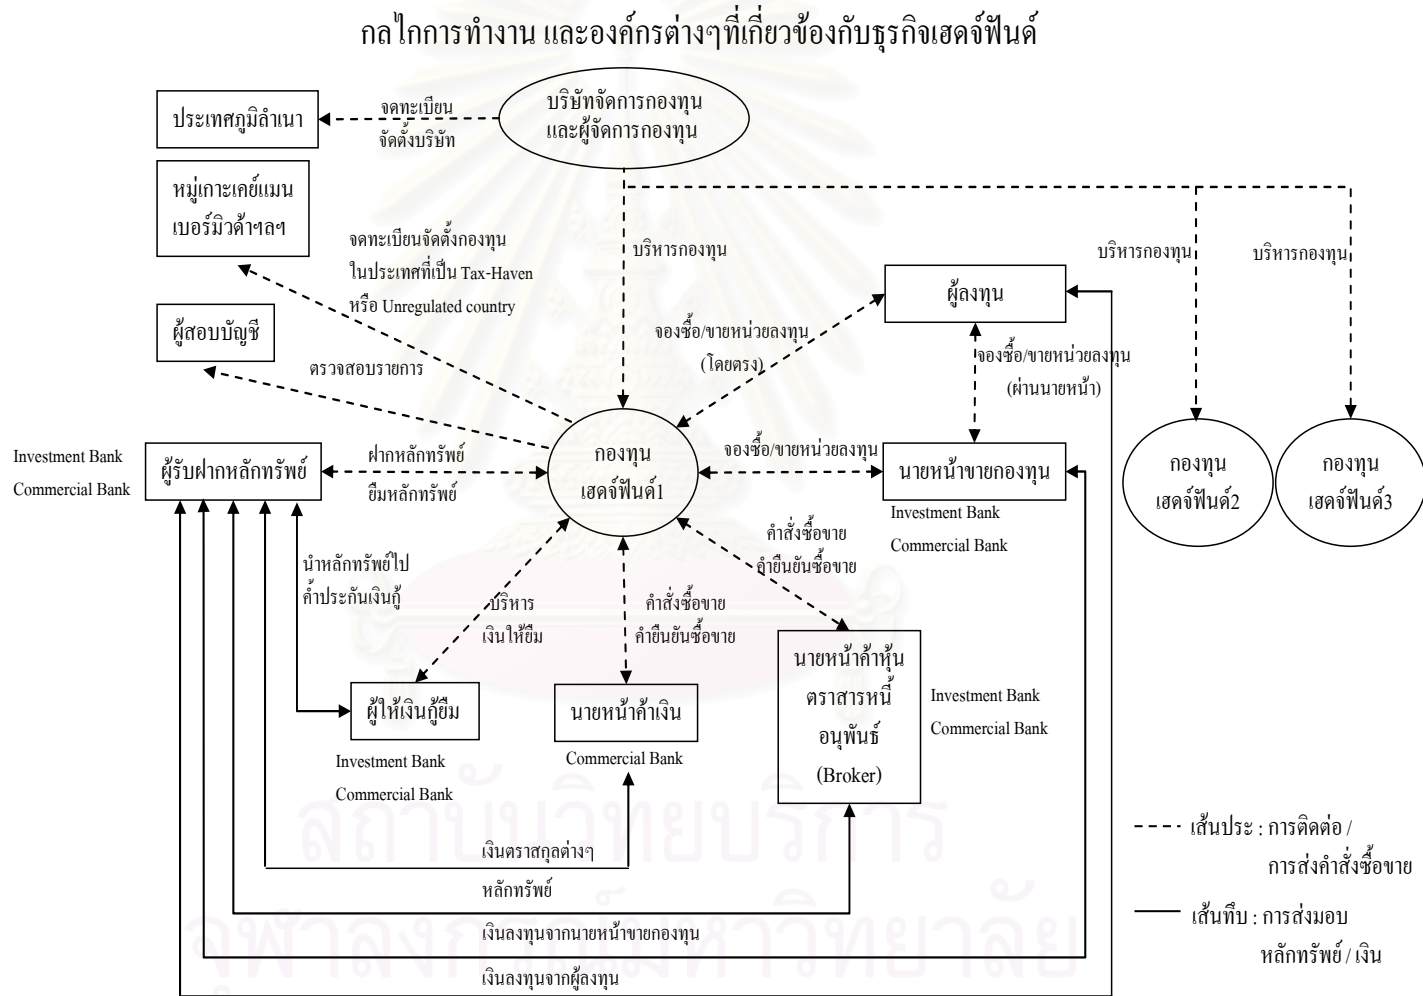 กลไกการทำงาน และองค์กรต่างๆที่เกี่ยวข้องกับธุรกิจเฮดจ์ฟันด์
ประเทศภูมิลำเนา
จดทะเบียน
จัดตั้งบริษัท
บริษัทจัดการกองทุน
และผู้จัดการกองทุน
หมู่เกาะเคย์แมน
เบอร์มิวด้าฯลฯ
จดทะเบียนจัดตั้งกองทุน
ในประเทศที่เป็น Tax-Haven
หรือ Unregulated country
บริหารกองทุน
บริหารกองทุน
บริหารกองทุน
ผู้ลงทุน
ผู้สอบบัญชี
ตรวจสอบรายการ
จองซื้อ/ขายหน่วยลงทุน
(โดยตรง)
จองซื้อ/ขายหน่วยลงทุน
(ผ่านนายหน้า)
Investment Bank
Commercial Bank
ผู้รับฝากหลักทรัพย์
ฝากหลักทรัพย์
ยืมหลักทรัพย์
กองทุน
เฮดจ์ฟันด์1
จองซื้อ/ขายหน่วยลงทุน
นายหน้าขายกองทุน
Investment Bank
Commercial Bank
กองทุน
เฮดจ์ฟันด์2
กองทุน
เฮดจ์ฟันด์3
นำหลักทรัพย์ไป
ค้ำประกันเงินกู้
บริหาร
เงินให้ยืม
คำสั่งซื้อขาย
คำยืนยันซื้อขาย
คำสั่งซื้อขาย
คำยืนยันซื้อขาย
ผู้ให้เงินกู้ยืม
Investment Bank
Commercial Bank
นายหน้าค้าเงิน
Commercial Bank
นายหน้าค้าหุ้น
ตราสารหนี้
อนุพันธ์
(Broker)
Investment Bank
Commercial Bank
เงินตราสกุลต่างๆ
หลักทรัพย์
เงินลงทุนจากนายหน้าขายกองทุน
เงินลงทุนจากผู้ลงทุน
เส้นประ : การติดต่อ /
การส่งคำสั่งซื้อขาย
เส้นทึบ : การส่งมอบ
หลักทรัพย์ / เงิน
สถาบันวิทยบริการ
จุฬาลงกรณ์มหาวิทยาลัย